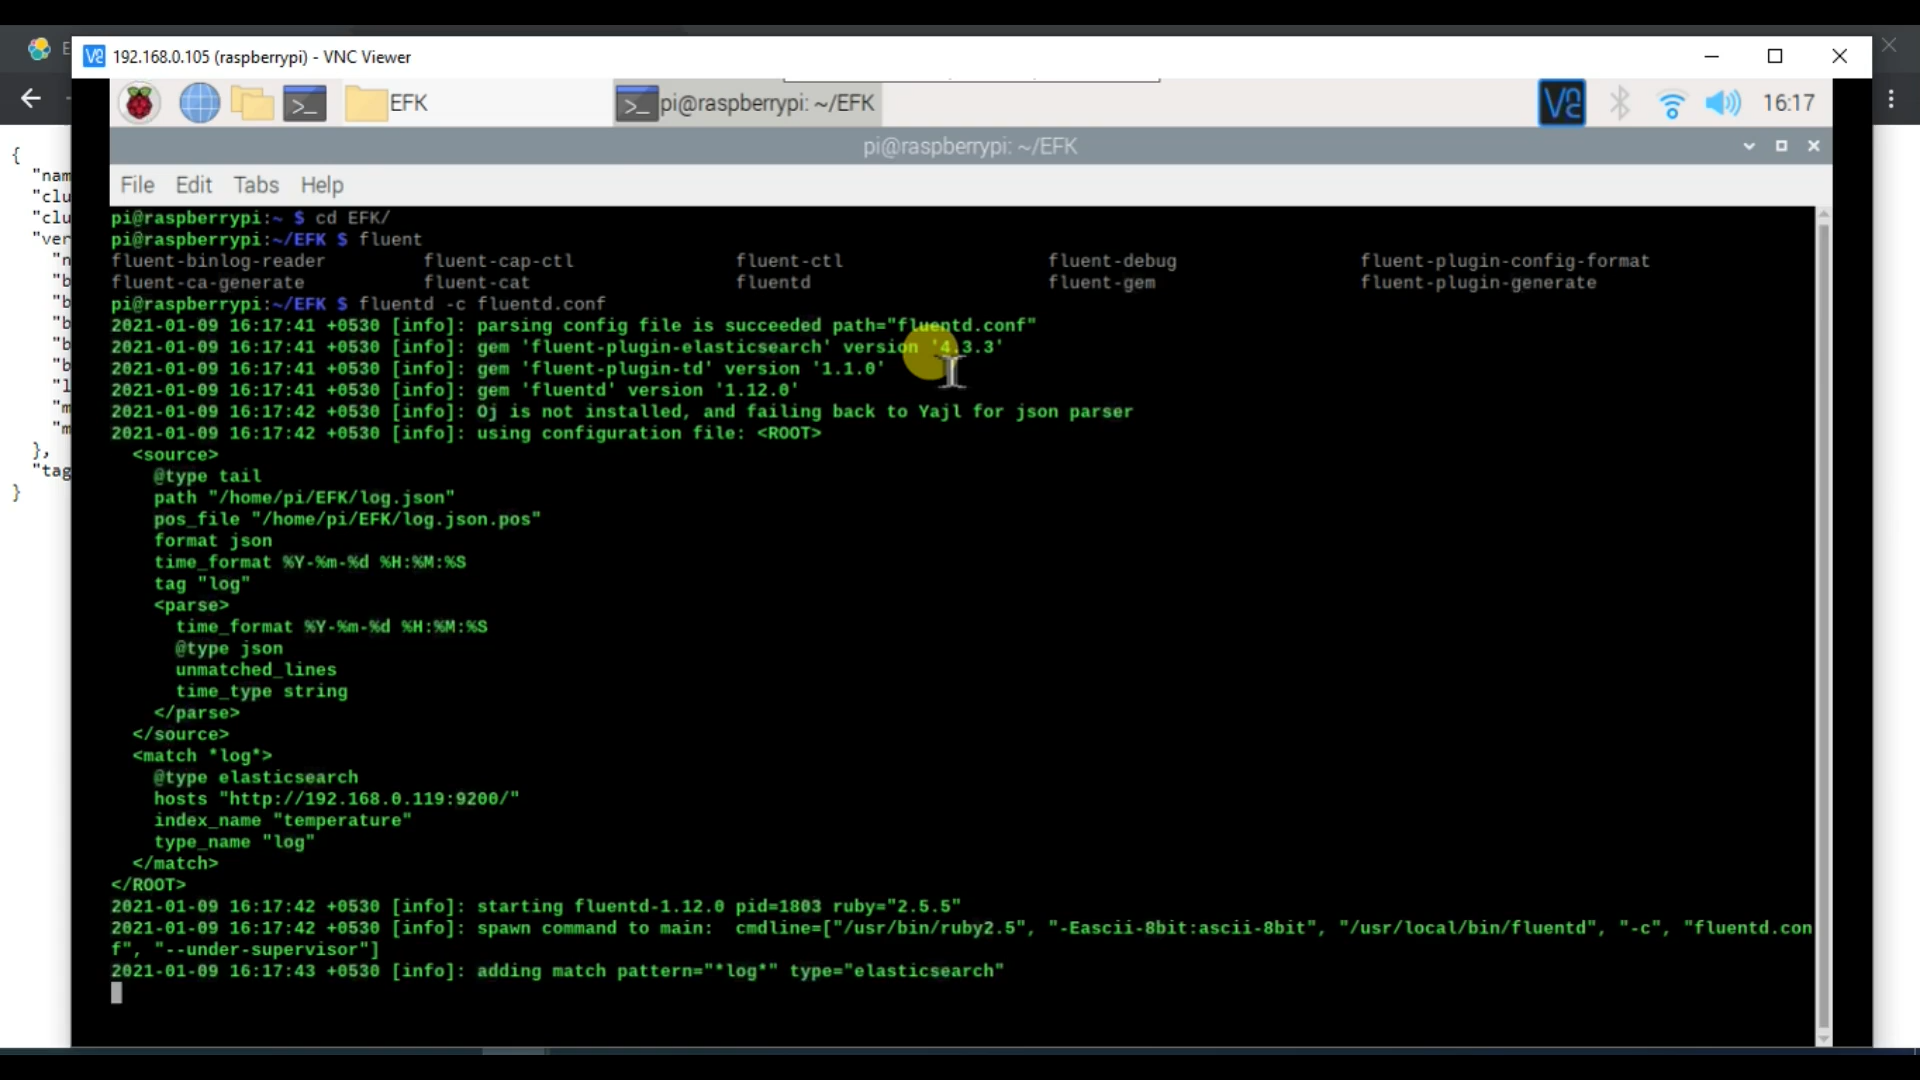 192.168.0.105 (raspberrypi) - VNC Viewer
EFK
pi@raspberrypi: ~/EFK
16:17
pi@raspberrypi: ~/EFK
File Edit Tabs Help
{
"nam
"clu
"clu
"ver
"n
"b
"b
"b
"b
"b
"l
"m
"m
},
"tag
}
pi@raspberrypi:~ $ cd EFK/
pi@raspberrypi:~/EFK $ fluent
fluent-binlog-reader fluent-cap-ctl fluent-ctl fluent-debug fluent-plugin-config-format
fluent-ca-generate fluent-cat fluentd fluent-gem fluent-plugin-generate
pi@raspberrypi:~/EFK $ fluentd -c fluentd.conf
2021-01-09 16:17:41 +0530 [info]: parsing config file is succeeded path="fluentd.conf"
2021-01-09 16:17:41 +0530 [info]: gem 'fluent-plugin-elasticsearch' version '4.3.3'
2021-01-09 16:17:41 +0530 [info]: gem 'fluent-plugin-td' version '1.1.0'
2021-01-09 16:17:41 +0530 [info]: gem 'fluentd' version '1.12.0'
2021-01-09 16:17:42 +0530 [info]: Oj is not installed, and failing back to Yajl for json parser
2021-01-09 16:17:42 +0530 [info]: using configuration file: <ROOT>
<source>
@type tail
path "/home/pi/EFK/log.json"
pos_file "/home/pi/EFK/log.json.pos"
format json
time_format %Y-%m-%d %H:%M:%S
tag "log"
<parse>
time_format %Y-%m-%d %H:%M:%S
@type json
unmatched_lines
time_type string
</parse>
</source>
<match *log*>
@type elasticsearch
hosts "http://192.168.0.119:9200/"
index_name "temperature"
type_name "log"
</match>
</ROOT>
2021-01-09 16:17:42 +0530 [info]: starting fluentd-1.12.0 pid=1803 ruby="2.5.5"
2021-01-09 16:17:42 +0530 [info]: spawn command to main:  cmdline=["/usr/bin/ruby2.5", "-Eascii-8bit:ascii-8bit", "/usr/local/bin/fluentd", "-c", "fluentd.con
f", "--under-supervisor"]
2021-01-09 16:17:43 +0530 [info]: adding match pattern="*log*" type="elasticsearch"